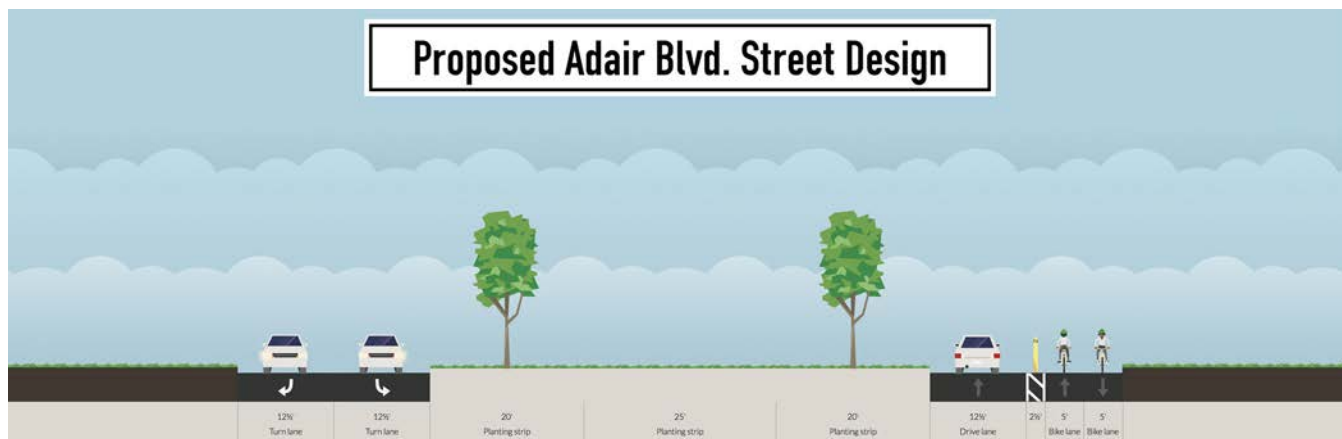 Proposed Adair Blvd. Street Design
12½' 12½' 20' 25' 20' 12½' 2½' 5' 5'
Turn lane Turn lane Planting strip Planting strip Planting strip Drive lane Bike lane Bike lane